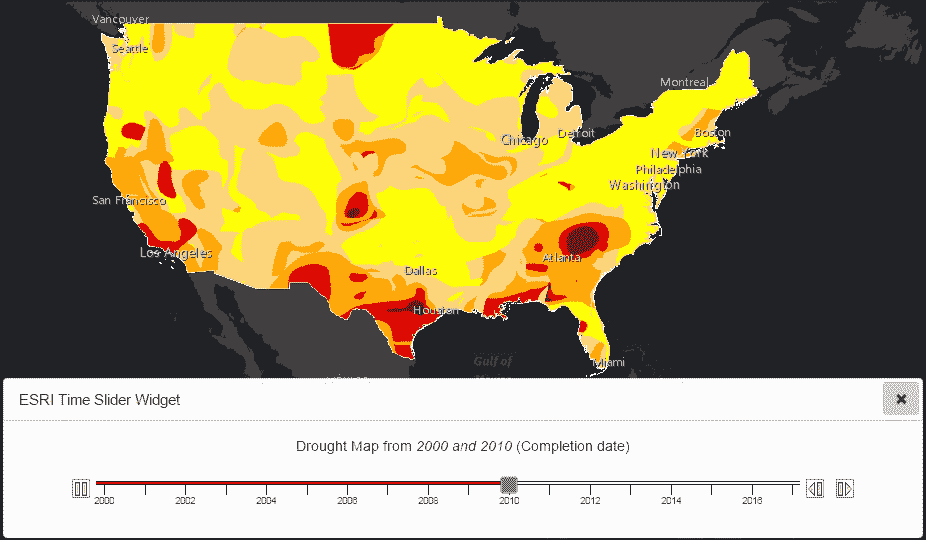 Vancouver
Seattle
Montreal
Chicago
Detroit
Boston
New York
Philadelphia
Washington
San Francisco
Los Angeles
Atlanta
Dallas
Houston
Miami
Gulf of
ESRI Time Slider Widget
Drought Map from 2000 and 2010 (Completion date)
2000 2002 2004 2006 2008 2010 2012 2014 2016